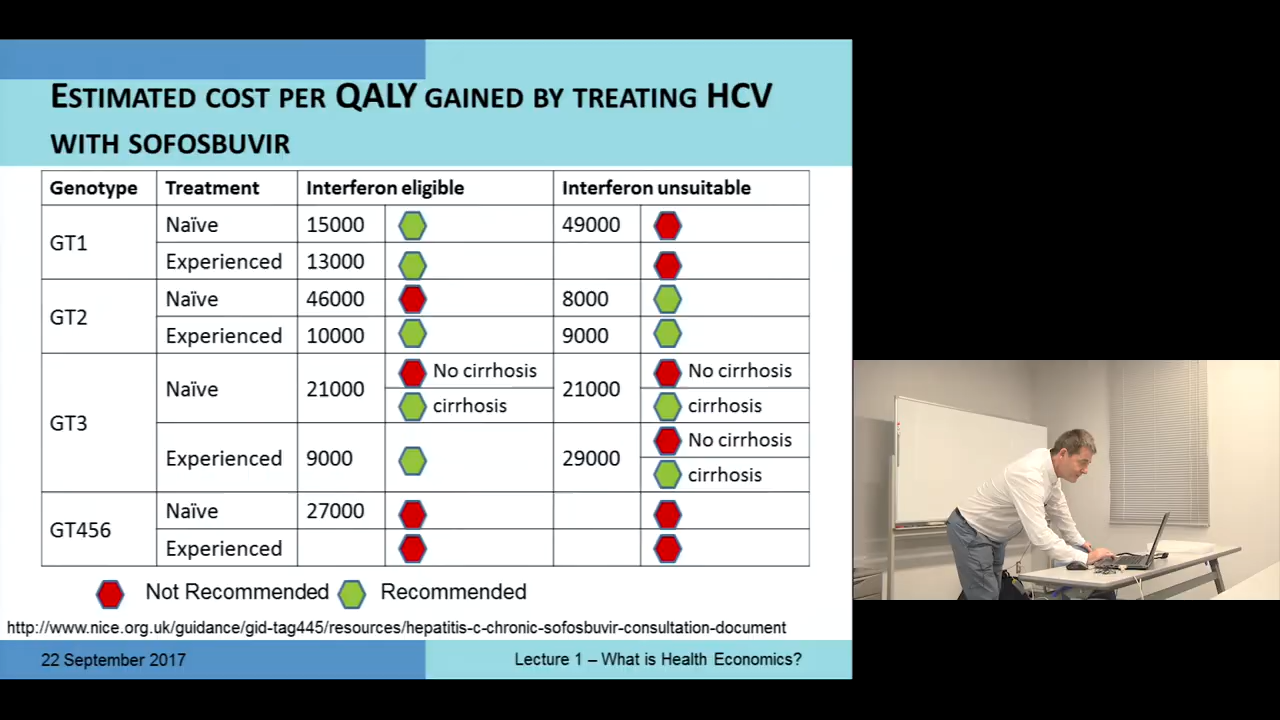 ESTIMATED COST PER QALY GAINED BY TREATING HCV
WITH SOFOSBUVIR
Genotype Treatment Interferon eligible Interferon unsuitable
GT1
Naïve 15000 49000
Experienced 13000
GT2
Naïve 46000 8000
Experienced 10000 9000
GT3
Naïve 21000 No cirrhosis 21000 No cirrhosis
cirrhosis cirrhosis
Experienced 9000 29000 No cirrhosis
cirrhosis
GT456
Naïve 27000
Experienced
Not Recommended Recommended
http://www.nice.org.uk/guidance/gid-tag445/resources/hepatitis-c-chronic-sofosbuvir-consultation-document
22 September 2017 Lecture 1 – What is Health Economics?